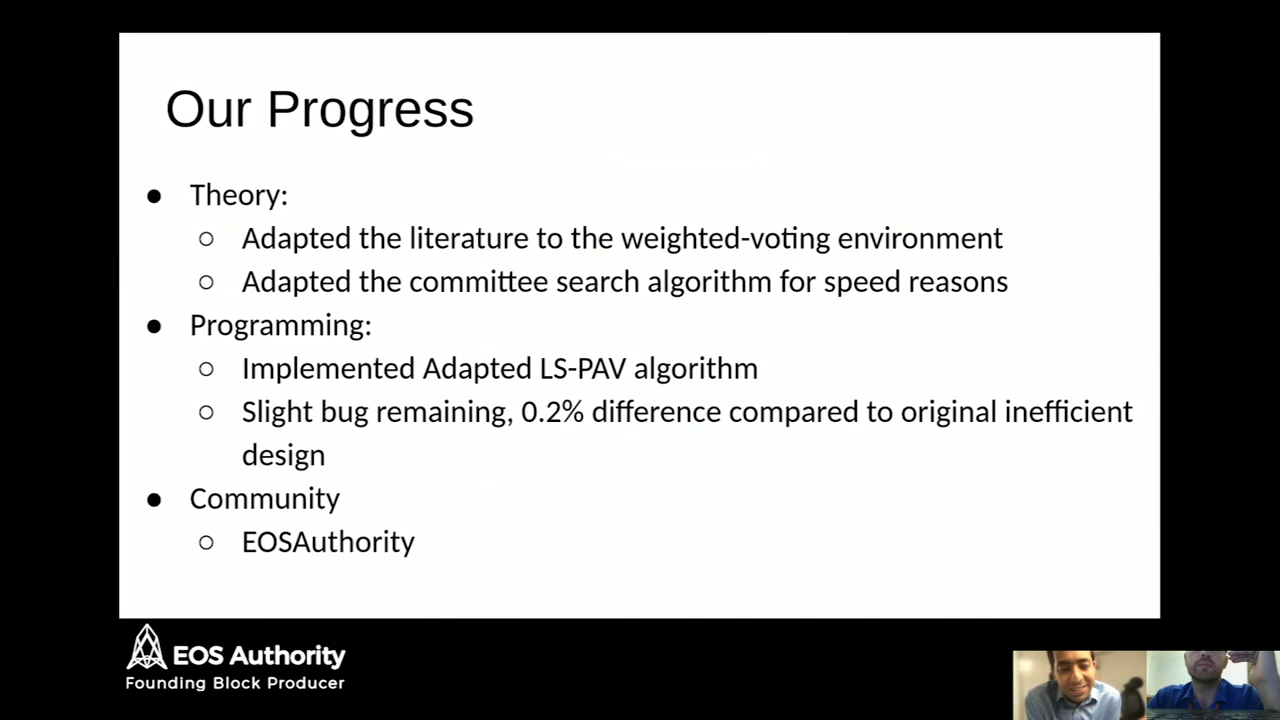 Our Progress
● Theory:
○ Adapted the literature to the weighted-voting environment
○ Adapted the committee search algorithm for speed reasons
● Programming:
○ Implemented Adapted LS-PAV algorithm
○ Slight bug remaining, 0.2% difference compared to original inefficient
design
● Community
○ EOSAuthority
EOS Authority
Founding Block Producer